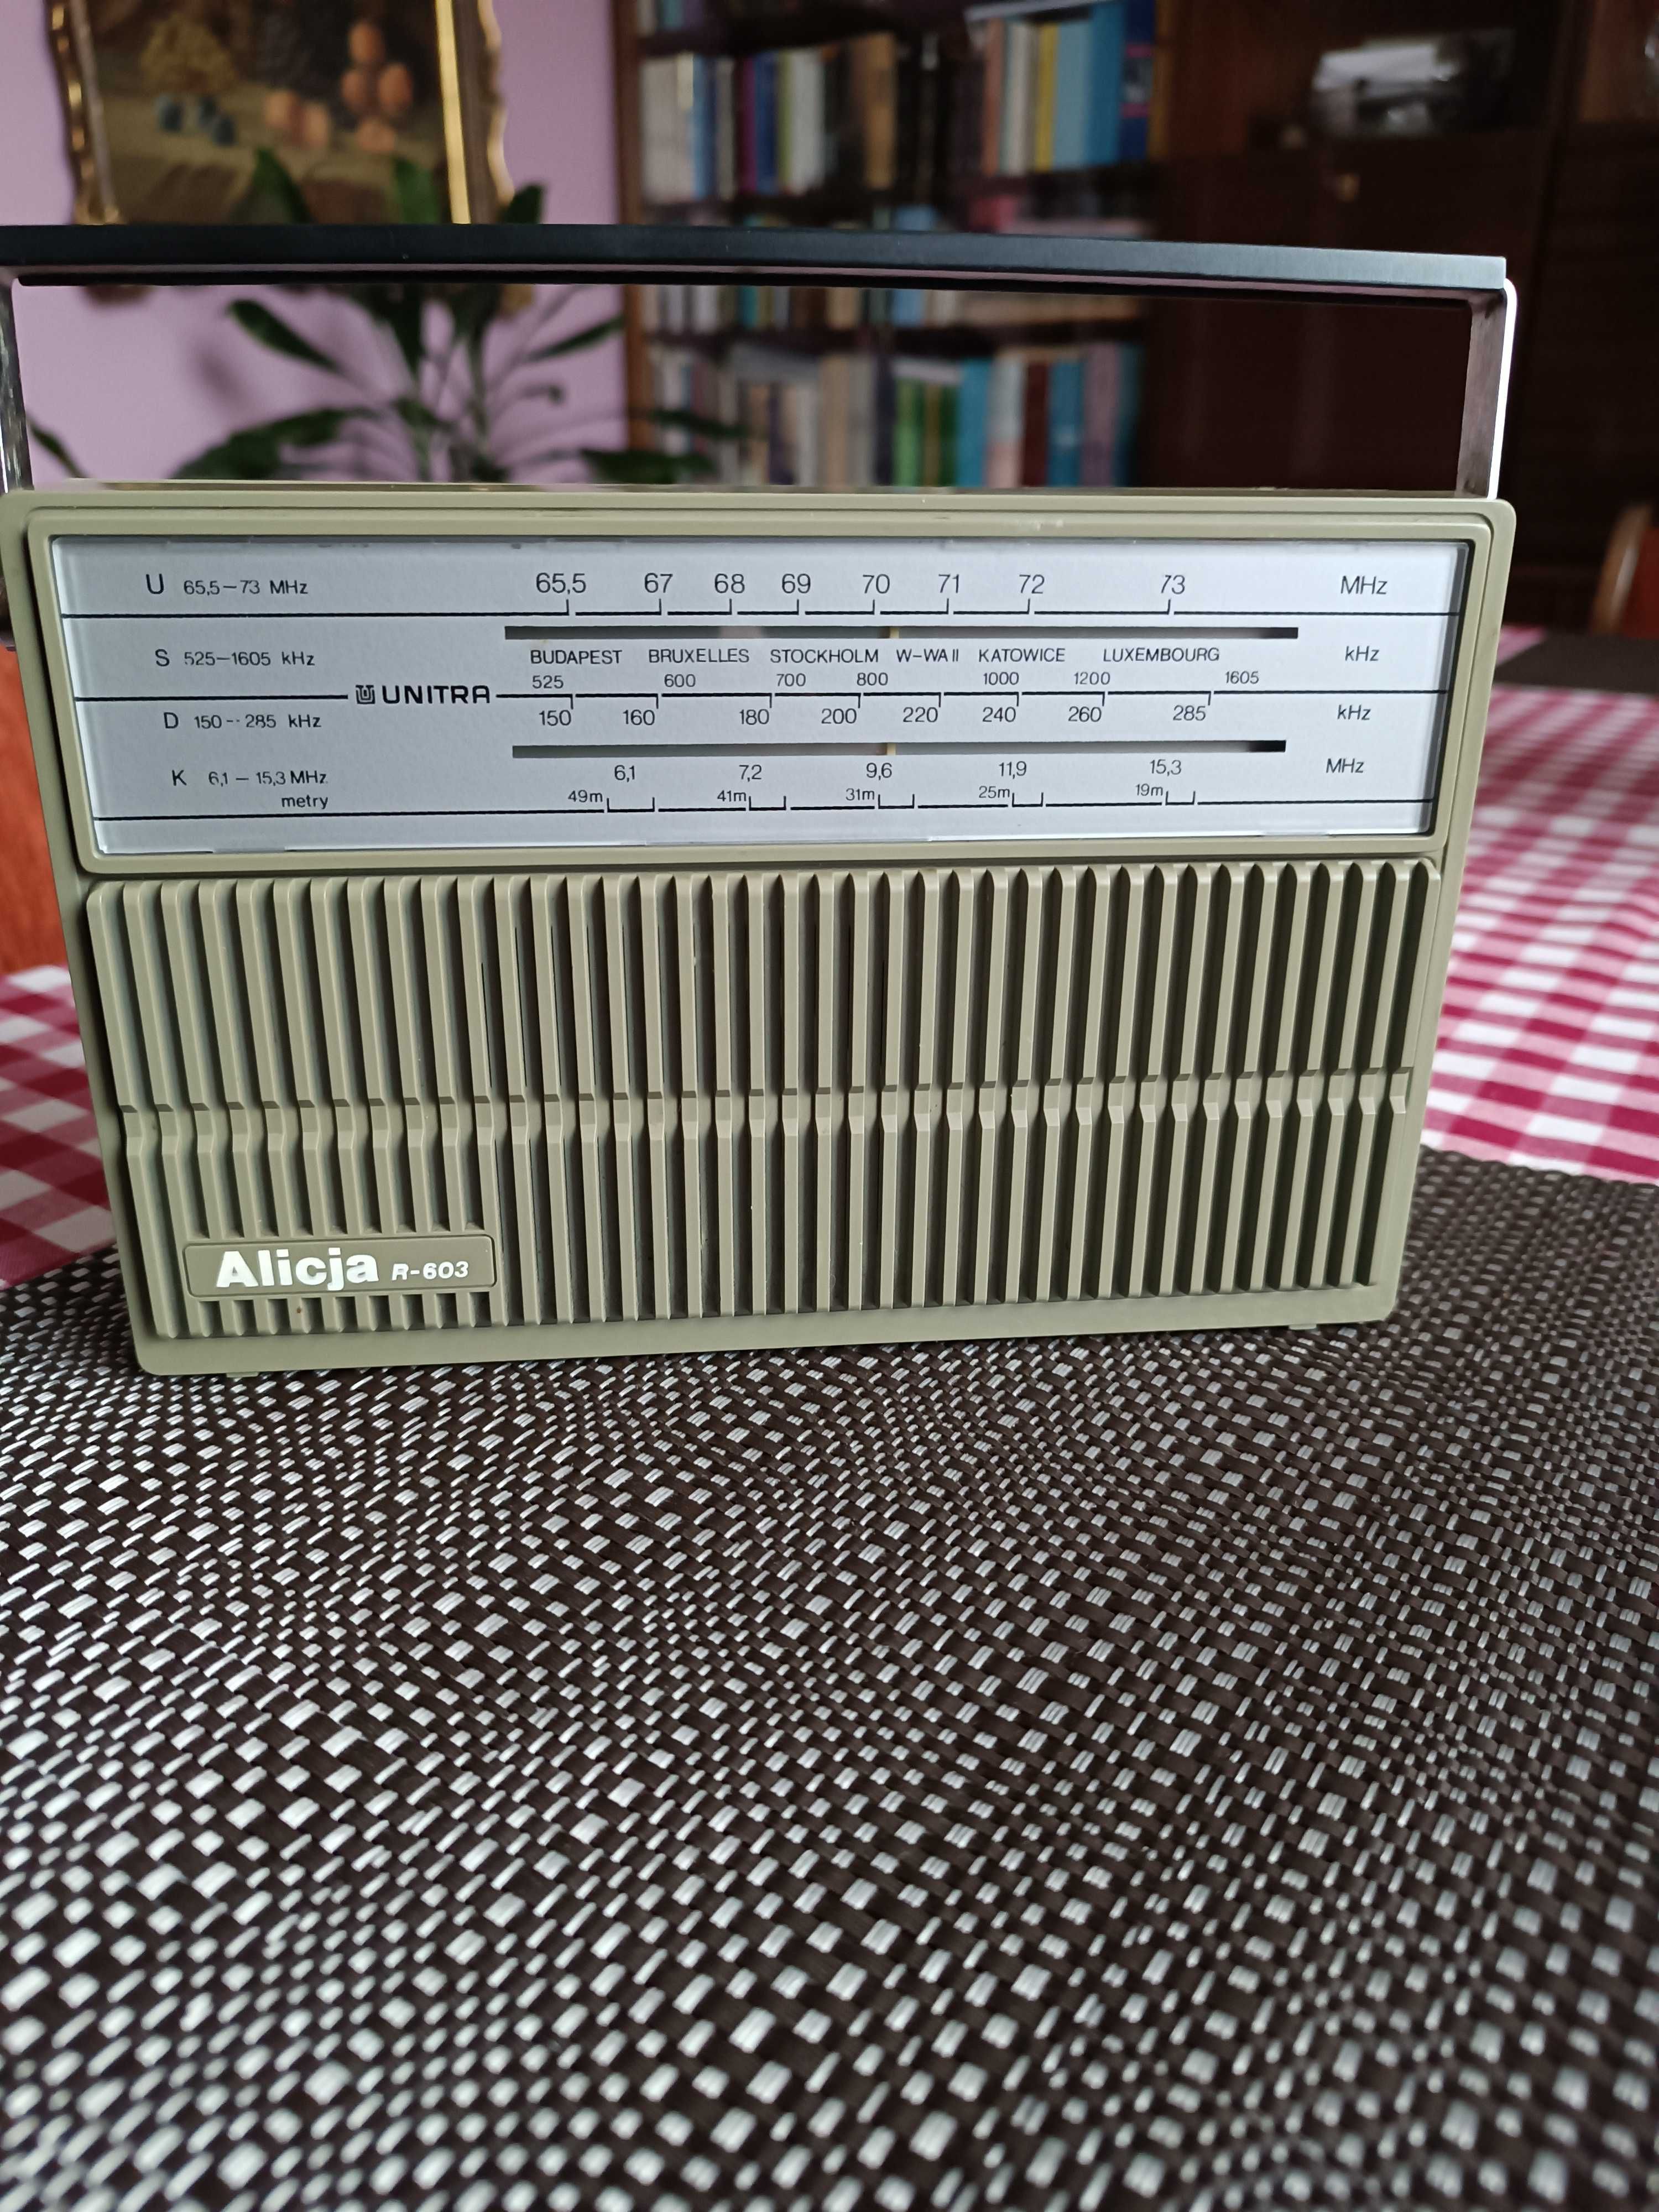 U 65,5–73 MHz 65,5 67 68 69 70 71 72 73 MHz
S 525–1605 kHz BUDAPEST BRUXELLES STOCKHOLM W–WA II KATOWICE LUXEMBOURG kHz
525 600 700 800 1000 1200 1605
UNITRA
D 150–285 kHz 150 160 180 200 220 240 260 285 kHz
K 6,1 – 15,3 MHz 6,1 7,2 9,6 11,9 15,3 MHz
metry 49m 41m 31m 25m 19m
Alicja R-603